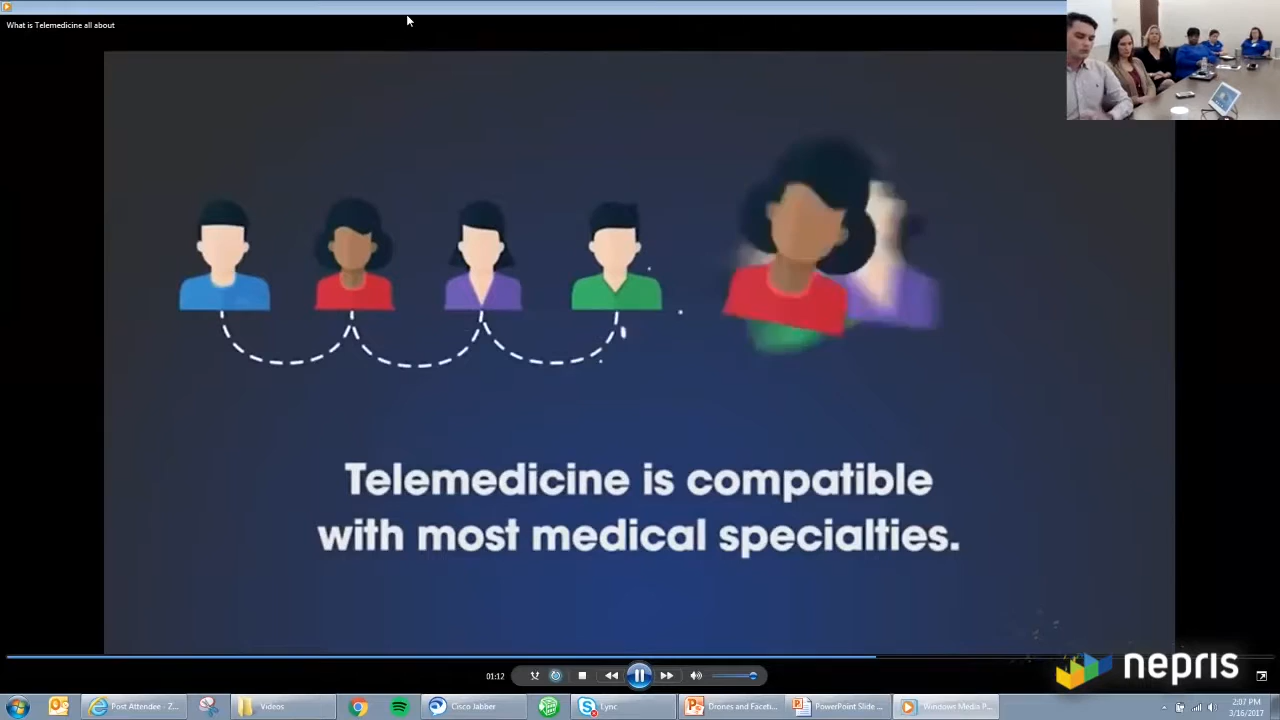 What is Telemedicine all about
Telemedicine is compatible
with most medical specialties.
nepris
01:12
Post Attendee - Z...
Videos
Cisco Jabber
Lync
Drones and Faceti...
PowerPoint Slide ...
Windows Media P...
2:07 PM
3/16/2017